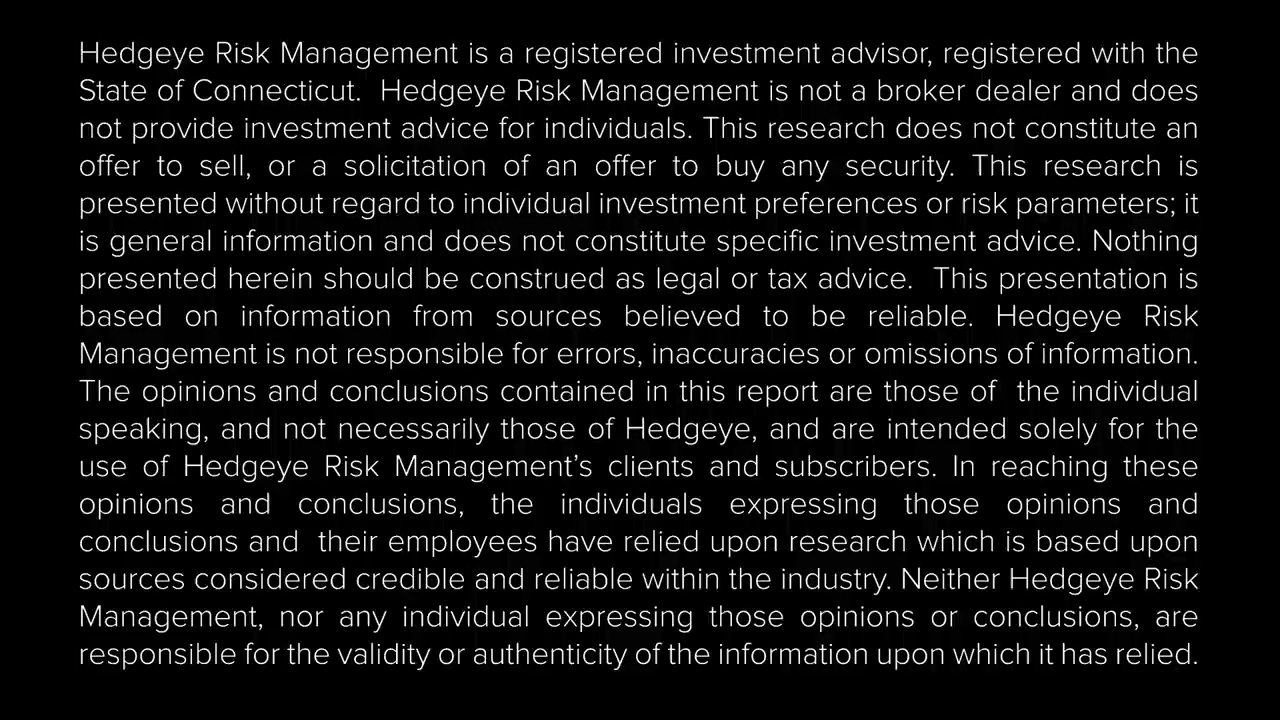 Hedgeye Risk Management is a registered investment advisor, registered with the
State of Connecticut.  Hedgeye Risk Management is not a broker dealer and does
not provide investment advice for individuals. This research does not constitute an
offer to sell, or a solicitation of an offer to buy any security. This research is
presented without regard to individual investment preferences or risk parameters; it
is general information and does not constitute specific investment advice. Nothing
presented herein should be construed as legal or tax advice.  This presentation is
based on information from sources believed to be reliable. Hedgeye Risk
Management is not responsible for errors, inaccuracies or omissions of information.
The opinions and conclusions contained in this report are those of  the individual
speaking, and not necessarily those of Hedgeye, and are intended solely for the
use of Hedgeye Risk Management’s clients and subscribers. In reaching these
opinions and conclusions, the individuals expressing those opinions and
conclusions and  their employees have relied upon research which is based upon
sources considered credible and reliable within the industry. Neither Hedgeye Risk
Management, nor any individual expressing those opinions or conclusions, are
responsible for the validity or authenticity of the information upon which it has relied.